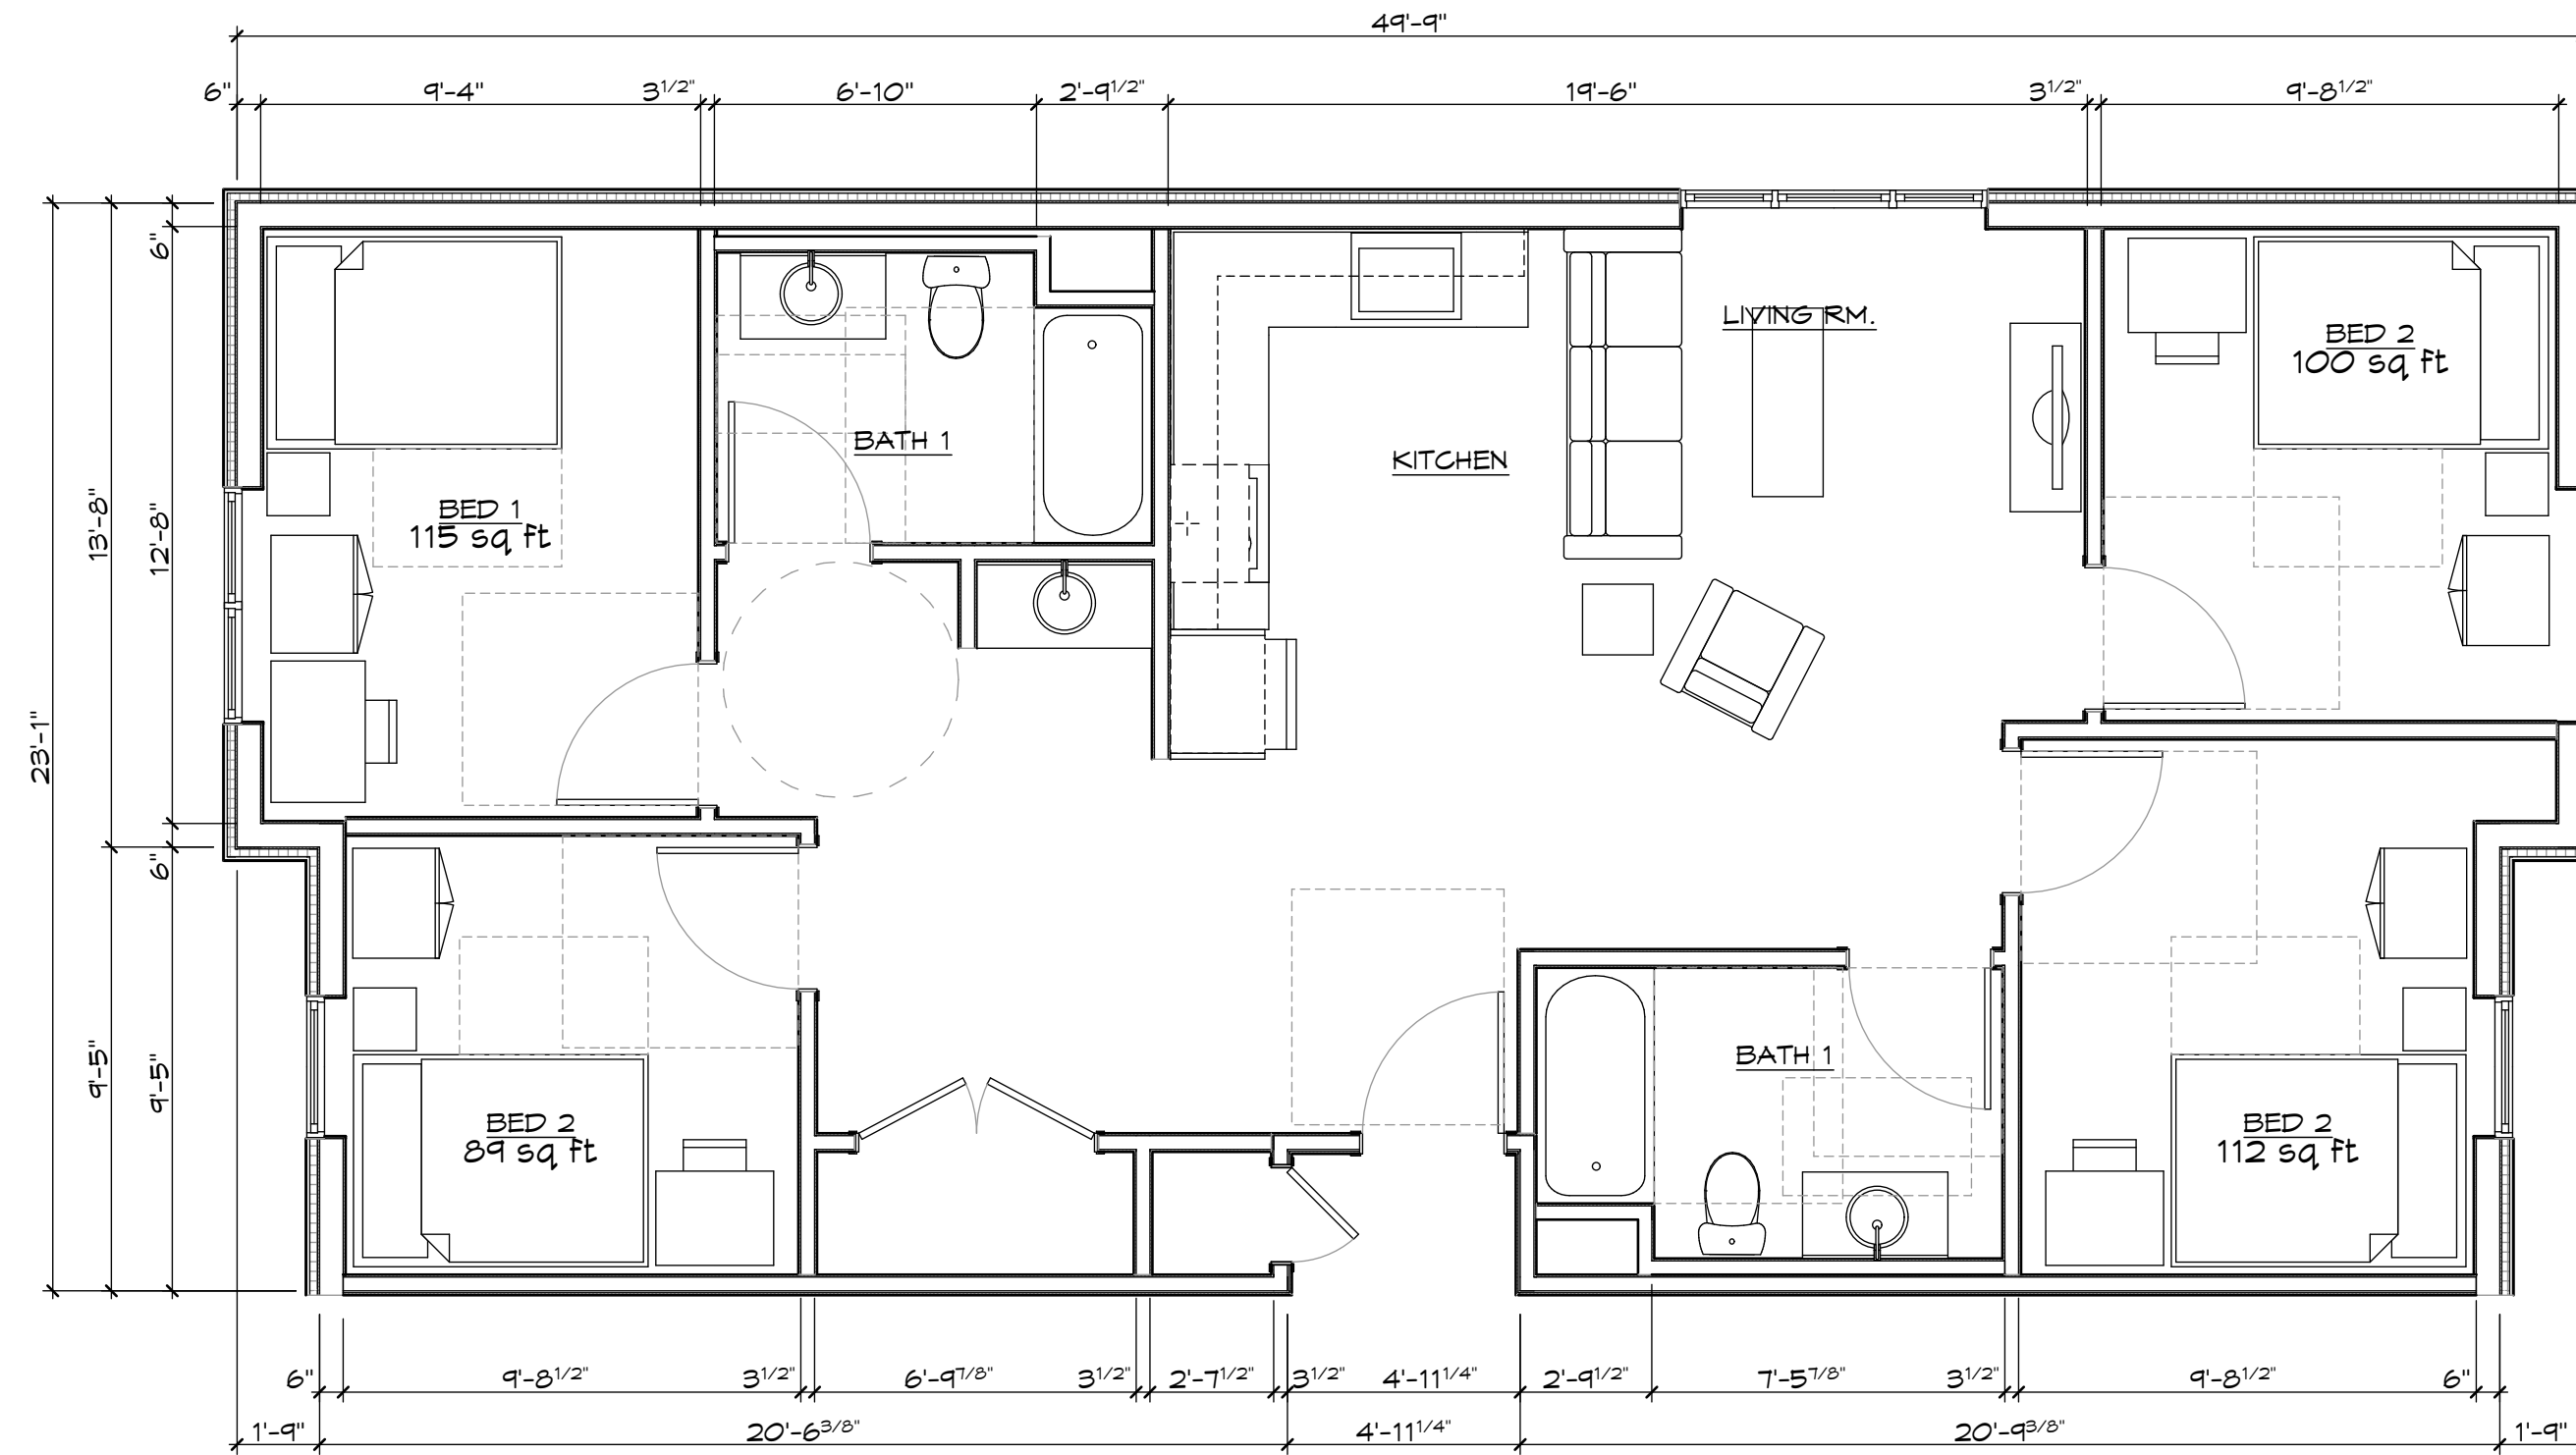 49'-9"
6" 9'-4" 3 1/2" 6'-10" 2'-9 1/2" 19'-6" 3 1/2" 9'-8 1/2"
6"
13'-8"
12'-8"
23'-1"
6"
9'-5"
9'-5"
BED 1
115 sq ft
BATH 1
KITCHEN
LIVING RM.
BED 2
100 sq ft
BED 2
89 sq ft
BATH 1
BED 2
112 sq ft
6" 9'-8 1/2" 3 1/2" 6'-9 7/8" 3 1/2" 2'-7 1/2" 3 1/2" 4'-11 1/4" 2'-9 1/2" 7'-5 7/8" 3 1/2" 9'-8 1/2" 6"
1'-9" 20'-6 3/8" 4'-11 1/4" 20'-9 3/8" 1'-9"